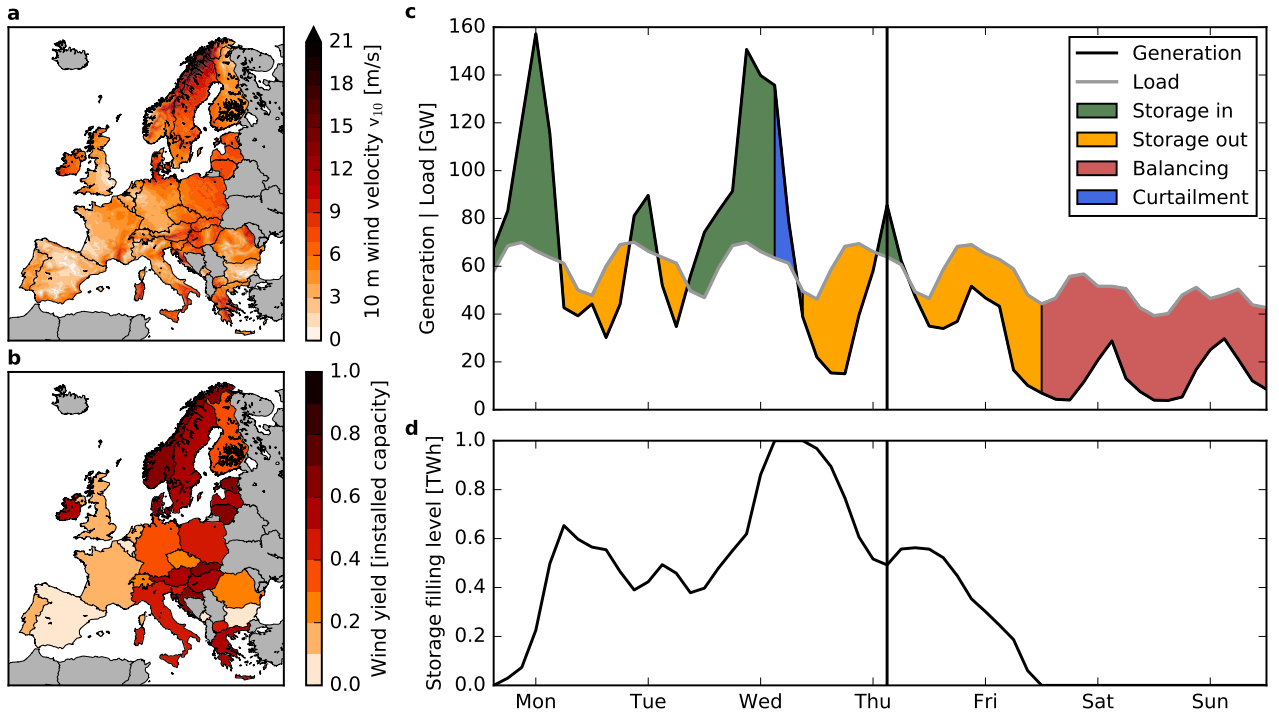 a
21
18
15
12
9
6
3
0
10 m wind velocity v₁₀ [m/s]
b
1.0
0.8
0.6
0.4
0.2
0.0
Wind yield [installed capacity]
c
160
140
120
100
80
60
40
20
0
Generation | Load [GW]
Generation
Load
Storage in
Storage out
Balancing
Curtailment
d
1.0
0.8
0.6
0.4
0.2
0.0
Storage filling level [TWh]
Mon Tue Wed Thu Fri Sat Sun